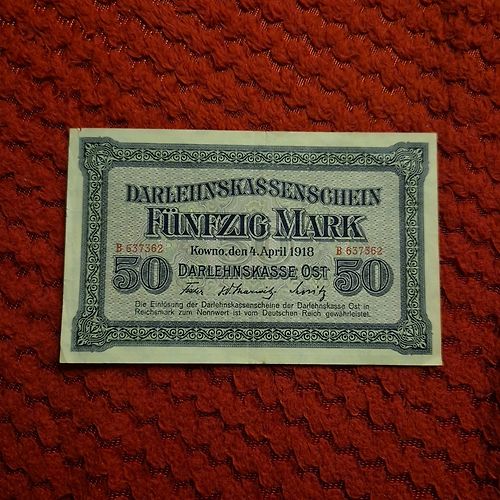 DARLEHNSKASSENSCHEIN
FÜNFZIG MARK
B 637362 B 637362
Kowno, den 4. April 1918
50 DARLEHNSKASSE OST 50
Die Einlösung der Darlehnskassenscheine der Darlehnskasse Ost in
Reichsmark zum Nennwert ist vom Deutschen Reich gewährleistet.